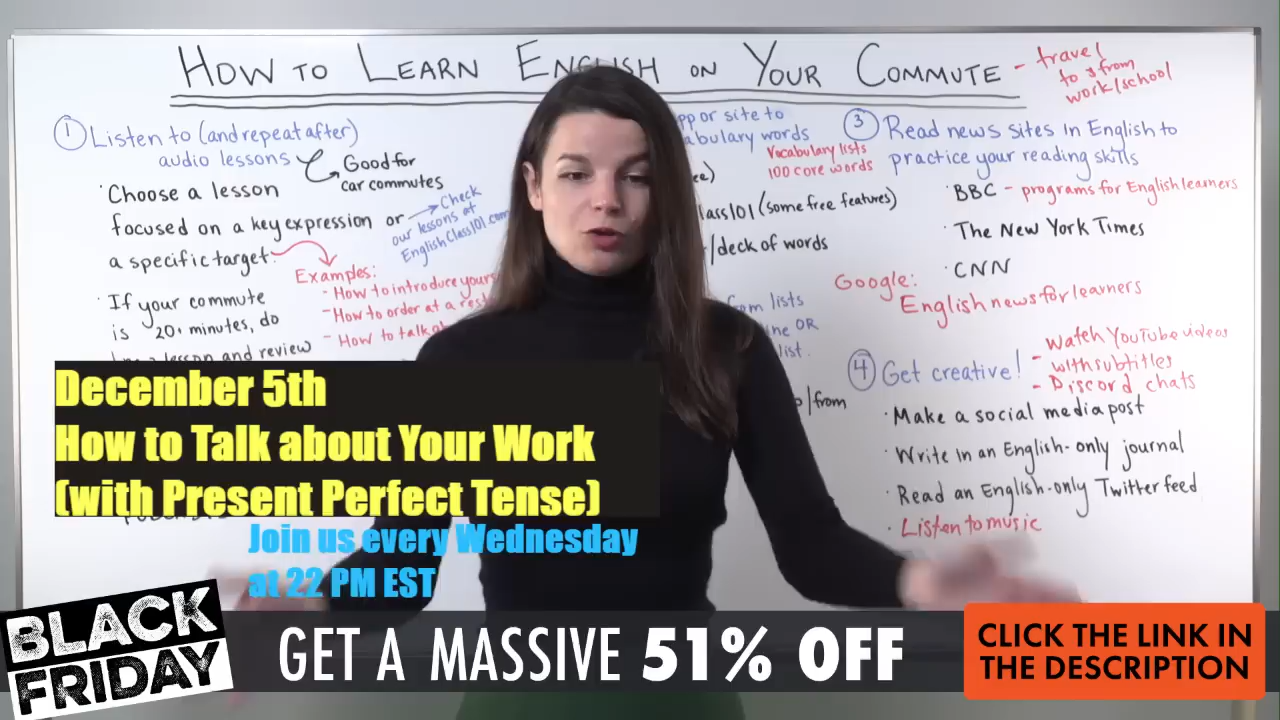 HOW TO LEARN ENGLISH ON YOUR COMMUTE - travel
to & from
work/school
1 Listen to (and repeat after)
audio lessons
Good for
car commutes
· Choose a lesson
focused on a key expression or
a specific target.
Check
our lessons at
EnglishClass101.com
Examples:
- How to introduce yours
- How to order at a
- How to talk
· If your commute
is 20+ minutes, do
lesson and review
or site to
words
Vocabulary lists
100 core words
(some free features)
/deck of words
from lists
OR
list.
/from
3 Read news sites in English to
practice your reading skills
· BBC - programs for English learners
· The New York Times
· CNN
Google:
English news for learners
4 Get creative!
- Watch YouTube videos
- with subtitles
- Discord chats
· Make a social media post
· Write in an English-only journal
· Read an English-only Twitter feed
· Listen to music
December 5th
How to Talk about Your Work
(with Present Perfect Tense)
Join us every Wednesday
at 22 PM EST
BLACK
FRIDAY
GET A MASSIVE 51% OFF
CLICK THE LINK IN
THE DESCRIPTION